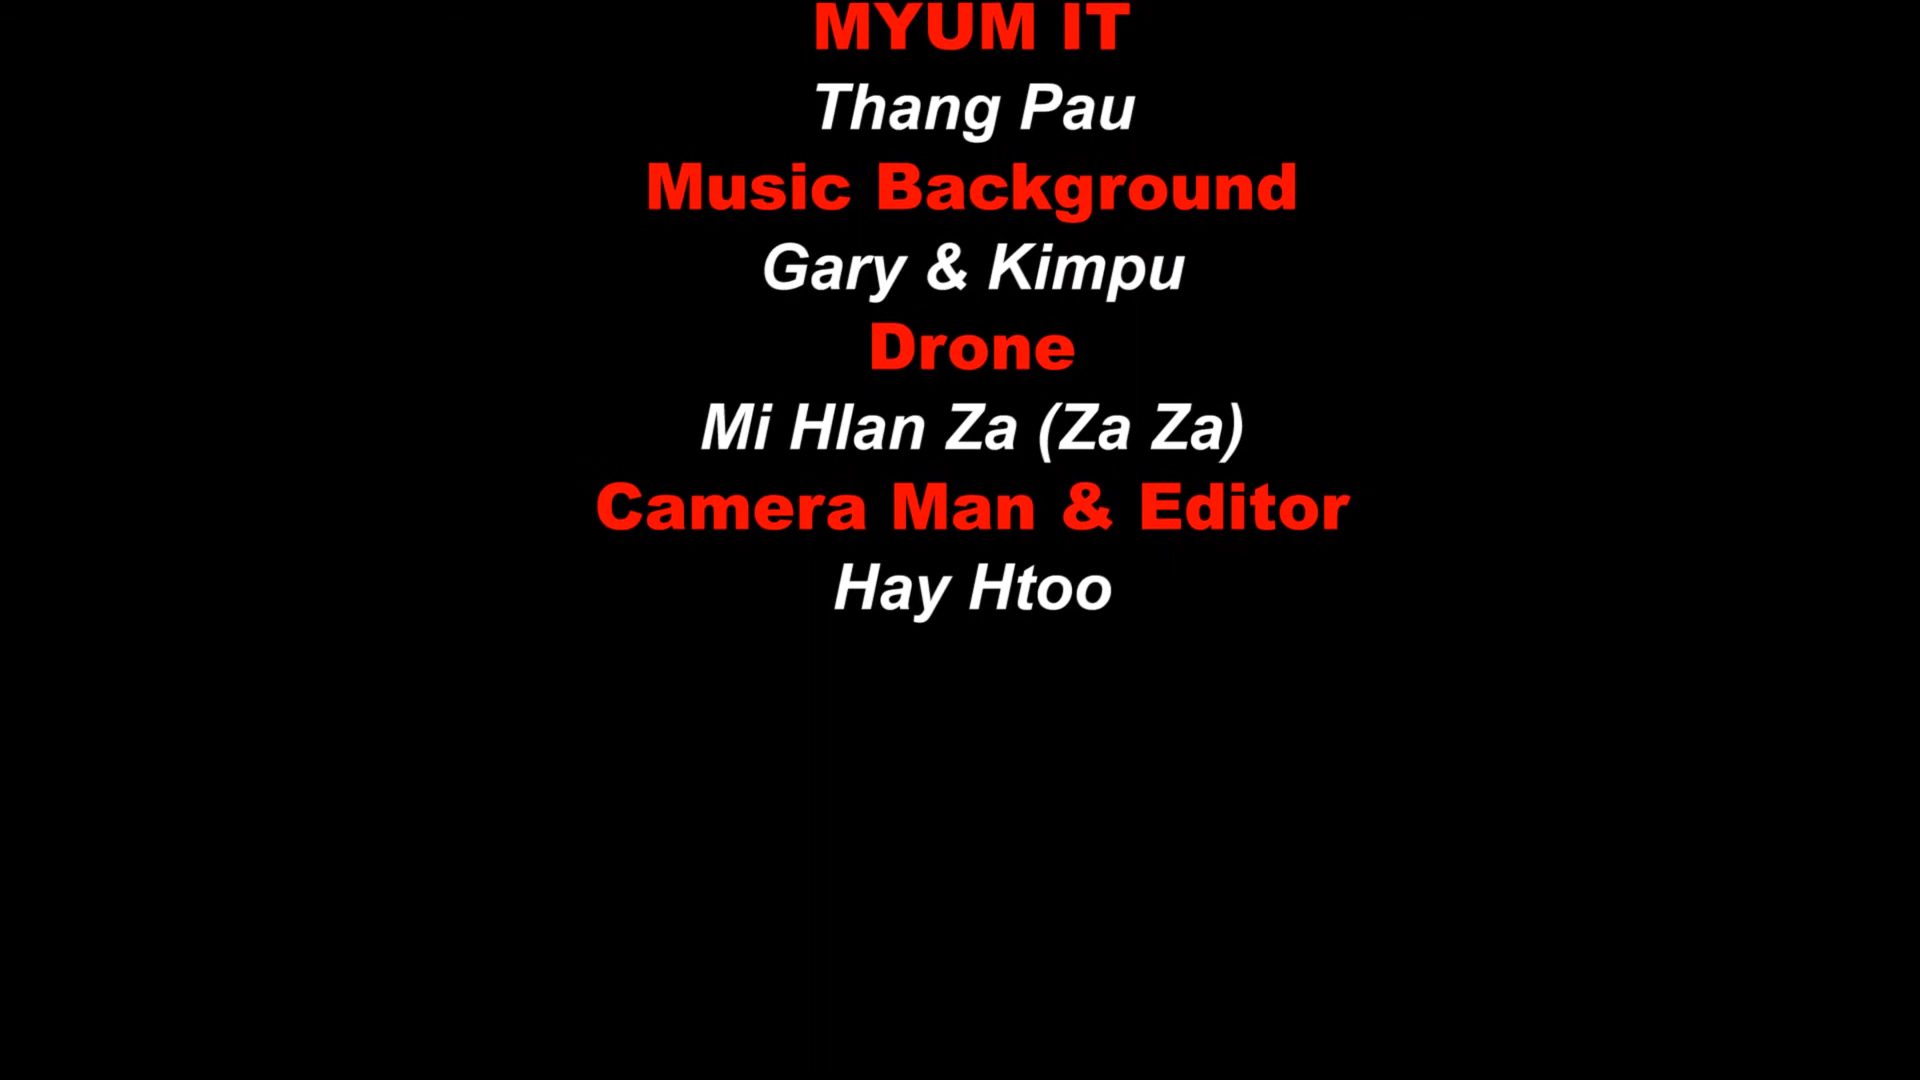 MYUM IT
Thang Pau
Music Background
Gary & Kimpu
Drone
Mi Hlan Za (Za Za)
Camera Man & Editor
Hay Htoo